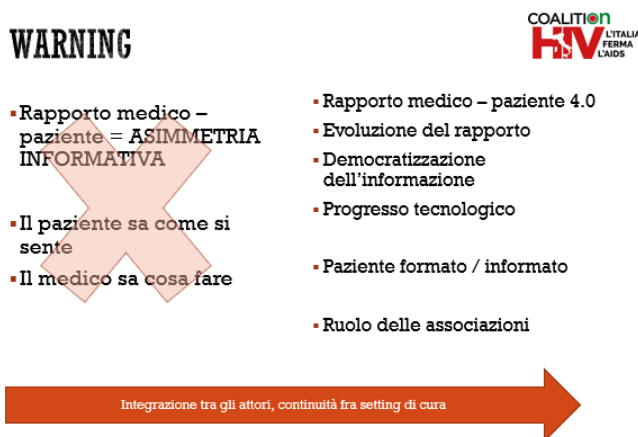 WARNING
COALITION
HIV
L'ITALIA
FERMA
L'AIDS
Rapporto medico –
paziente = ASIMMETRIA
INFORMATIVA
Il paziente sa come si
sente
Il medico sa cosa fare
Rapporto medico – paziente 4.0
Evoluzione del rapporto
Democratizzazione
dell'informazione
Progresso tecnologico
Paziente formato / informato
Ruolo delle associazioni
Integrazione tra gli attori, continuità fra setting di cura